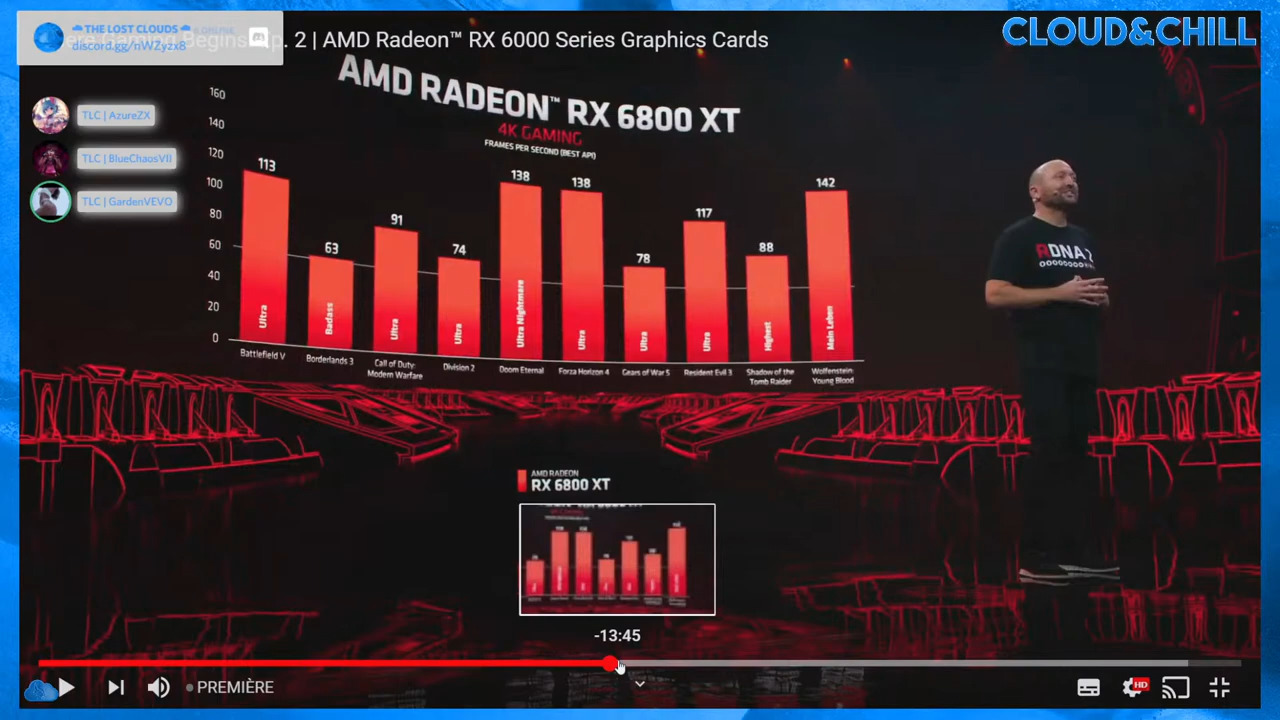 THE LOST CLOUDS
discord.gg/nWZyzx8
. 2 | AMD Radeon™ RX 6000 Series Graphics Cards
CLOUD&CHILL
TLC | AzureZX
TLC | BlueChaosVII
TLC | GardenVEVO
AMD RADEON™ RX 6800 XT
4K GAMING
FRAMES PER SECOND (BEST API)
160
140
120
100
80
60
40
20
0
113
63
91
74
138
138
78
117
88
142
Ultra
Badass
Ultra
Ultra
Ultra Nightmare
Ultra
Ultra
Ultra
Highest
Mein Leben
Battlefield V
Borderlands 3
Call of Duty:
Modern Warfare
Division 2
Doom Eternal
Forza Horizon 4
Gears of War 5
Resident Evil 3
Shadow of the
Tomb Raider
Wolfenstein:
Young Blood
RDNA 2
AMD RADEON
RX 6800 XT
-13:45
PREMIÈRE
HD